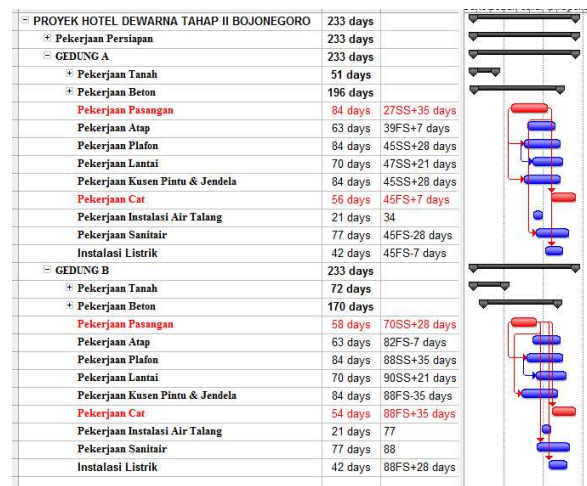 PROYEK HOTEL DEWARNA TAHAP II BOJONEGORO 233 days
Pekerjaan Persiapan 233 days
GEDUNG A 233 days
Pekerjaan Tanah 51 days
Pekerjaan Beton 196 days
Pekerjaan Pasangan 84 days 27SS+35 days
Pekerjaan Atap 63 days 39FS+7 days
Pekerjaan Plafon 84 days 45SS+28 days
Pekerjaan Lantai 70 days 47SS+21 days
Pekerjaan Kusen Pintu & Jendela 84 days 45SS+28 days
Pekerjaan Cat 56 days 45FS+7 days
Pekerjaan Instalasi Air Talang 21 days 34
Pekerjaan Sanitair 77 days 45FS-28 days
Instalasi Listrik 42 days 45FS-7 days
GEDUNG B 233 days
Pekerjaan Tanah 72 days
Pekerjaan Beton 170 days
Pekerjaan Pasangan 58 days 70SS+28 days
Pekerjaan Atap 63 days 82FS-7 days
Pekerjaan Plafon 84 days 88SS+35 days
Pekerjaan Lantai 70 days 90SS+21 days
Pekerjaan Kusen Pintu & Jendela 84 days 88FS-35 days
Pekerjaan Cat 54 days 88FS+35 days
Pekerjaan Instalasi Air Talang 21 days 77
Pekerjaan Sanitair 77 days 88
Instalasi Listrik 42 days 88FS+28 days